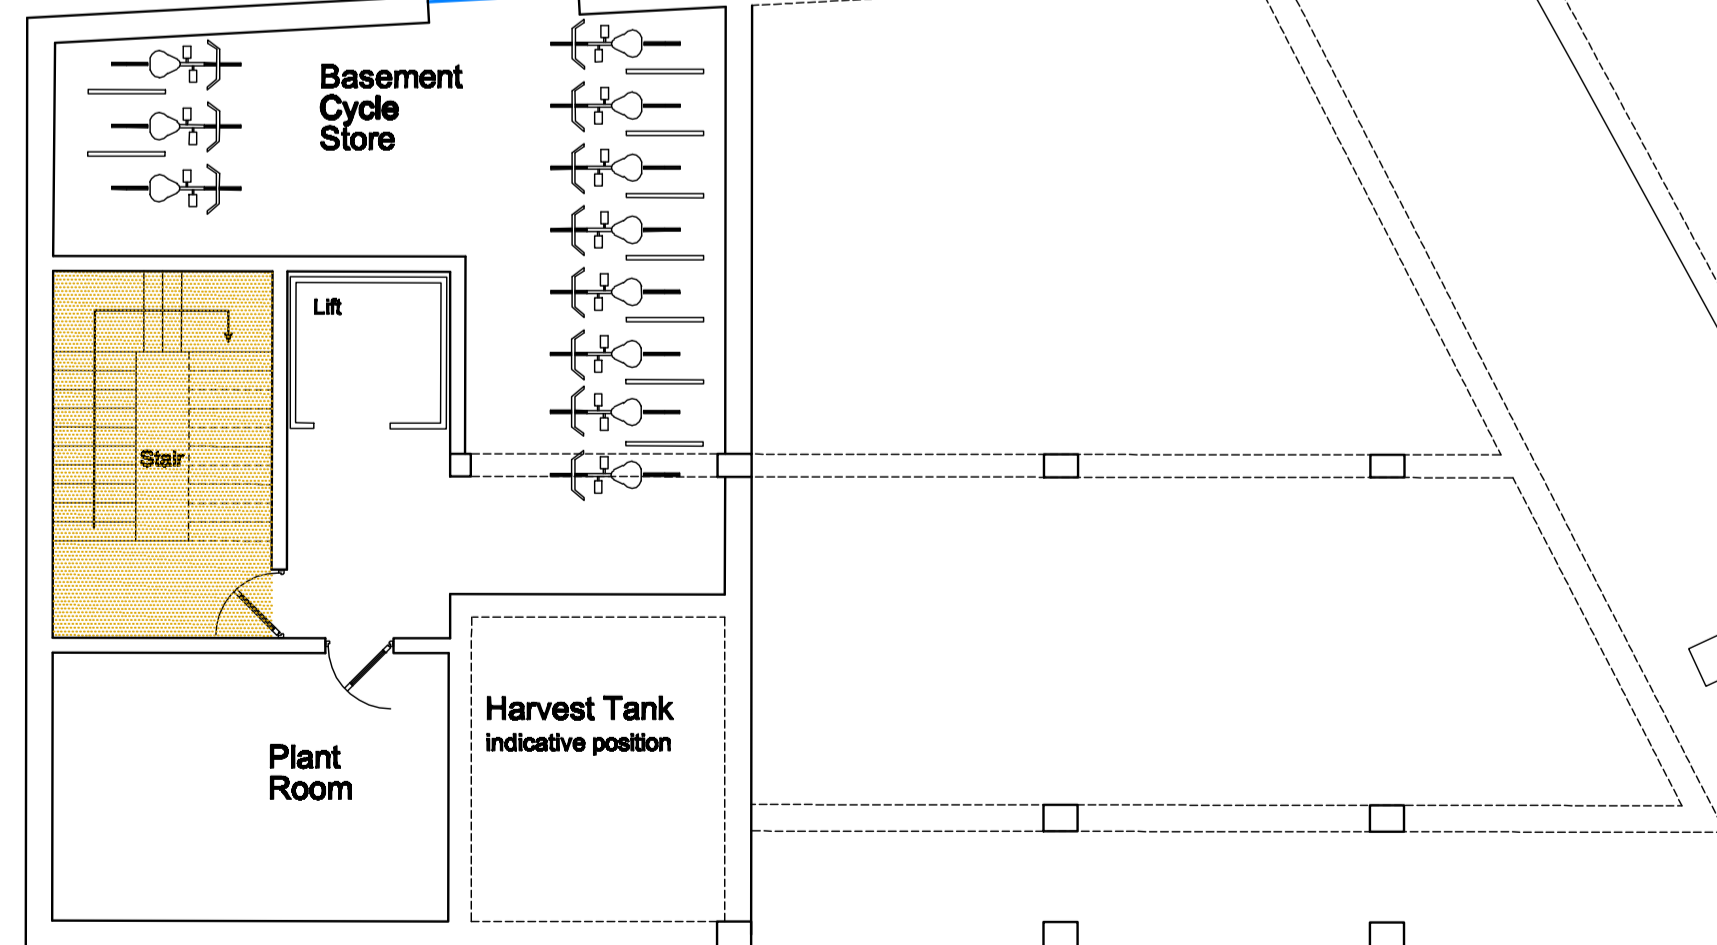 Basement
Cycle
Store
Lift
Stair
Harvest Tank
indicative position
Plant
Room